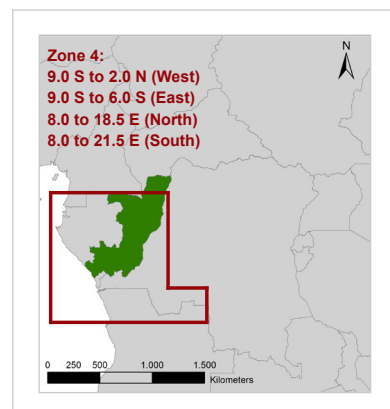 Zone 4:
9.0 S to 2.0 N (West)
9.0 S to 6.0 S (East)
8.0 to 18.5 E (North)
8.0 to 21.5 E (South)
N
0 250 500 1.000 1.500
Kilometers